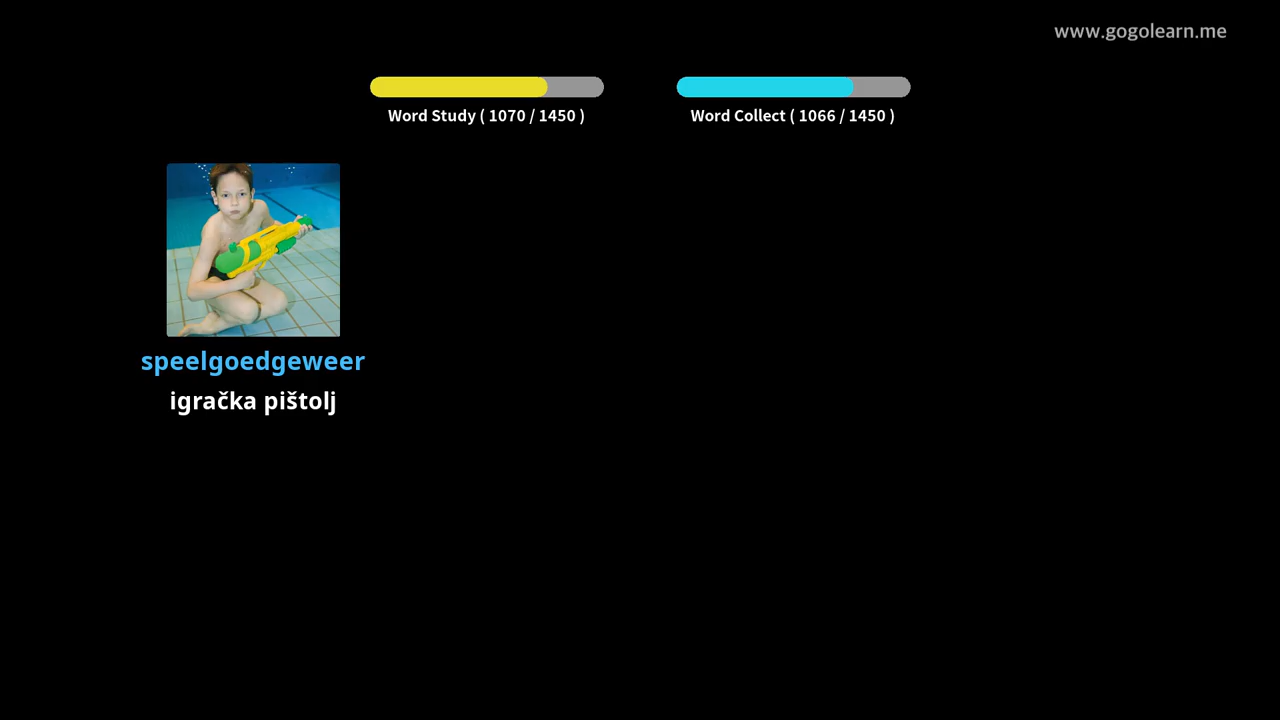 www.gogolearn.me
Word Study ( 1070 / 1450 )
Word Collect ( 1066 / 1450 )
speelgoedgeweer
igračka pištolj